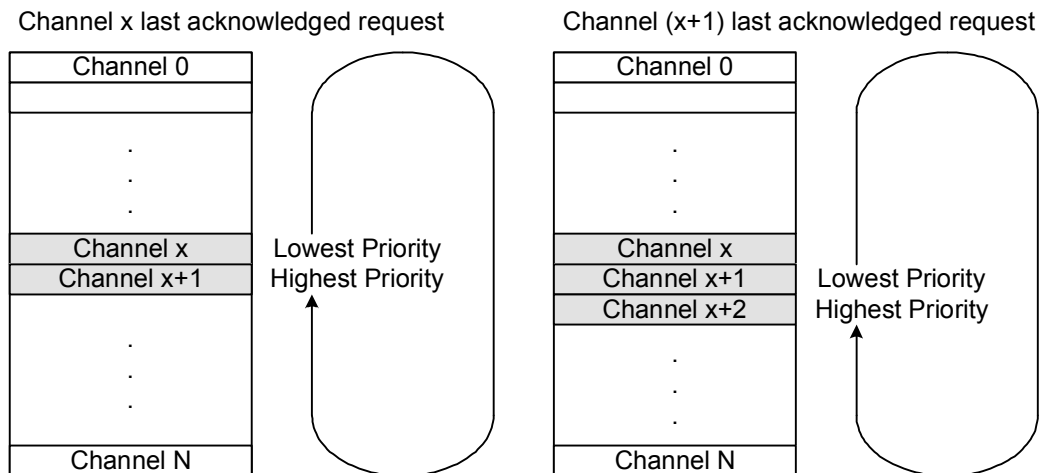 Channel x last acknowledged request
Channel 0
.
.
.
Channel x
Channel x+1
Lowest Priority
Highest Priority
.
.
.
Channel N
Channel (x+1) last acknowledged request
Channel 0
.
.
.
Channel x
Channel x+1
Channel x+2
Lowest Priority
Highest Priority
.
.
.
Channel N